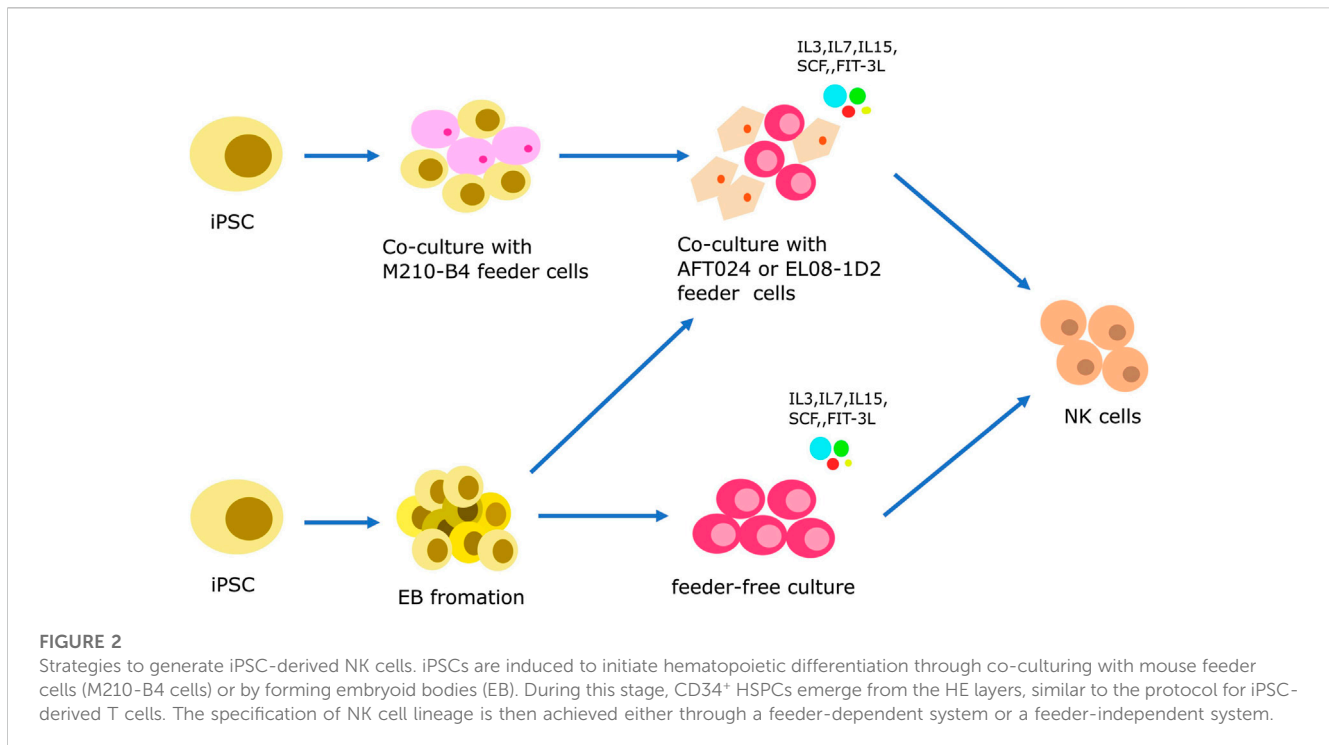 IL3,IL7,IL15,
SCF,,FIT-3L
iPSC
Co-culture with
M210-B4 feeder cells
Co-culture with
AFT024 or EL08-1D2
feeder cells
NK cells
IL3,IL7,IL15,
SCF,,FIT-3L
iPSC
EB fromation
feeder-free culture
FIGURE 2
Strategies to generate iPSC-derived NK cells. iPSCs are induced to initiate hematopoietic differentiation through co-culturing with mouse feeder
cells (M210-B4 cells) or by forming embryoid bodies (EB). During this stage, CD34⁺ HSPCs emerge from the HE layers, similar to the protocol for iPSC-
derived T cells. The specification of NK cell lineage is then achieved either through a feeder-dependent system or a feeder-independent system.